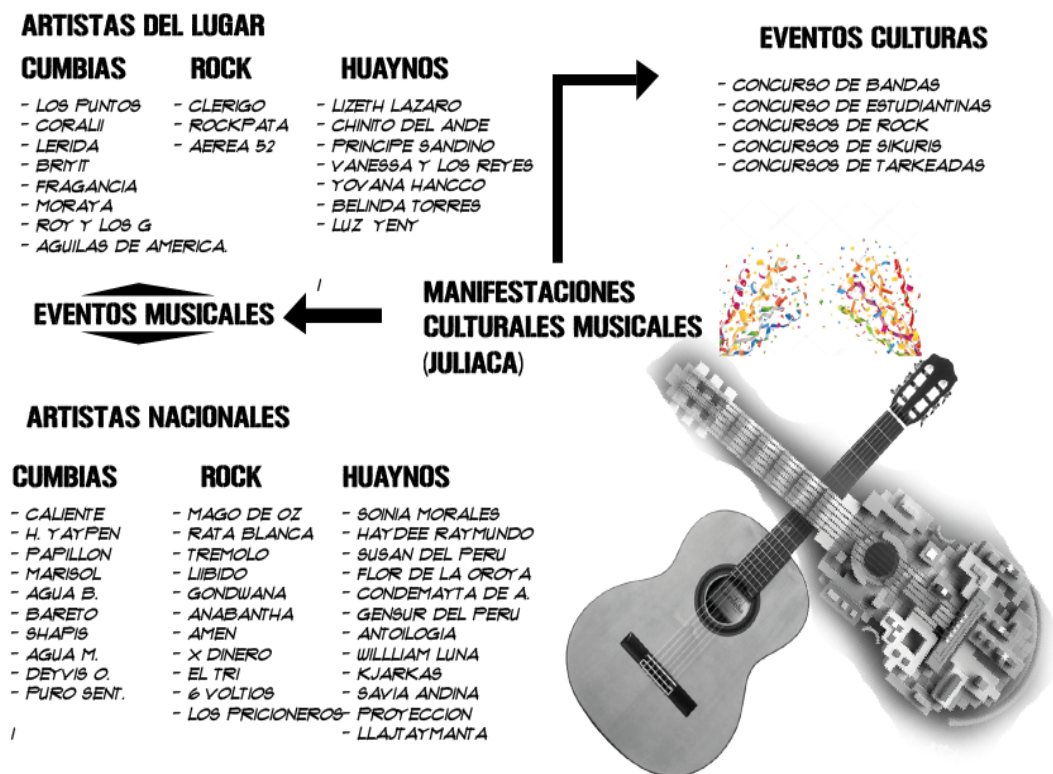 ARTISTAS DEL LUGAR
CUMBIAS
- LOS PUNTOS
- CORALII
- LERIDA
- BRIYIT
- FRAGANCIA
- MORAYA
- ROY Y LOS G
- AGUILAS DE AMERICA.
ROCK
- CLERIGO
- ROCKPATA
- AEREA 52
HUAYNOS
- LIZETH LAZARO
- CHINITO DEL ANDE
- PRINCIPE SANDINO
- VANESSA Y LOS REYES
- YOVANA HANCCO
- BELINDA TORRES
- LUZ YENY
EVENTOS CULTURAS
- CONCURSO DE BANDAS
- CONCURSO DE ESTUDIANTINAS
- CONCURSOS DE ROCK
- CONCURSOS DE SIKURIS
- CONCURSOS DE TARKEADAS
/
EVENTOS MUSICALES
MANIFESTACIONES
CULTURALES MUSICALES
(JULIACA)
ARTISTAS NACIONALES
CUMBIAS
- CALIENTE
- H. YAYPEN
- PAPILLON
- MARISOL
- AGUA B.
- BARETO
- SHAPIS
- AGUA M.
- DEYVIS O.
- PURO SENT.
/
ROCK
- MAGO DE OZ
- RATA BLANCA
- TREMOLO
- LIIBIDO
- GONDWANA
- ANABANTHA
- AMEN
- X DINERO
- EL TRI
- 6 VOLTIOS
- LOS PRICIONEROS
HUAYNOS
- SOINIA MORALES
- HAYDEE RAYMUNDO
- SUSAN DEL PERU
- FLOR DE LA OROYA
- CONDEMAYTA DE A.
- GENSUR DEL PERU
- ANTOILOGIA
- WILLLIAM LUNA
- KJARKAS
- SAVIA ANDINA
- PROYECCION
- LLAJTAYMANTA